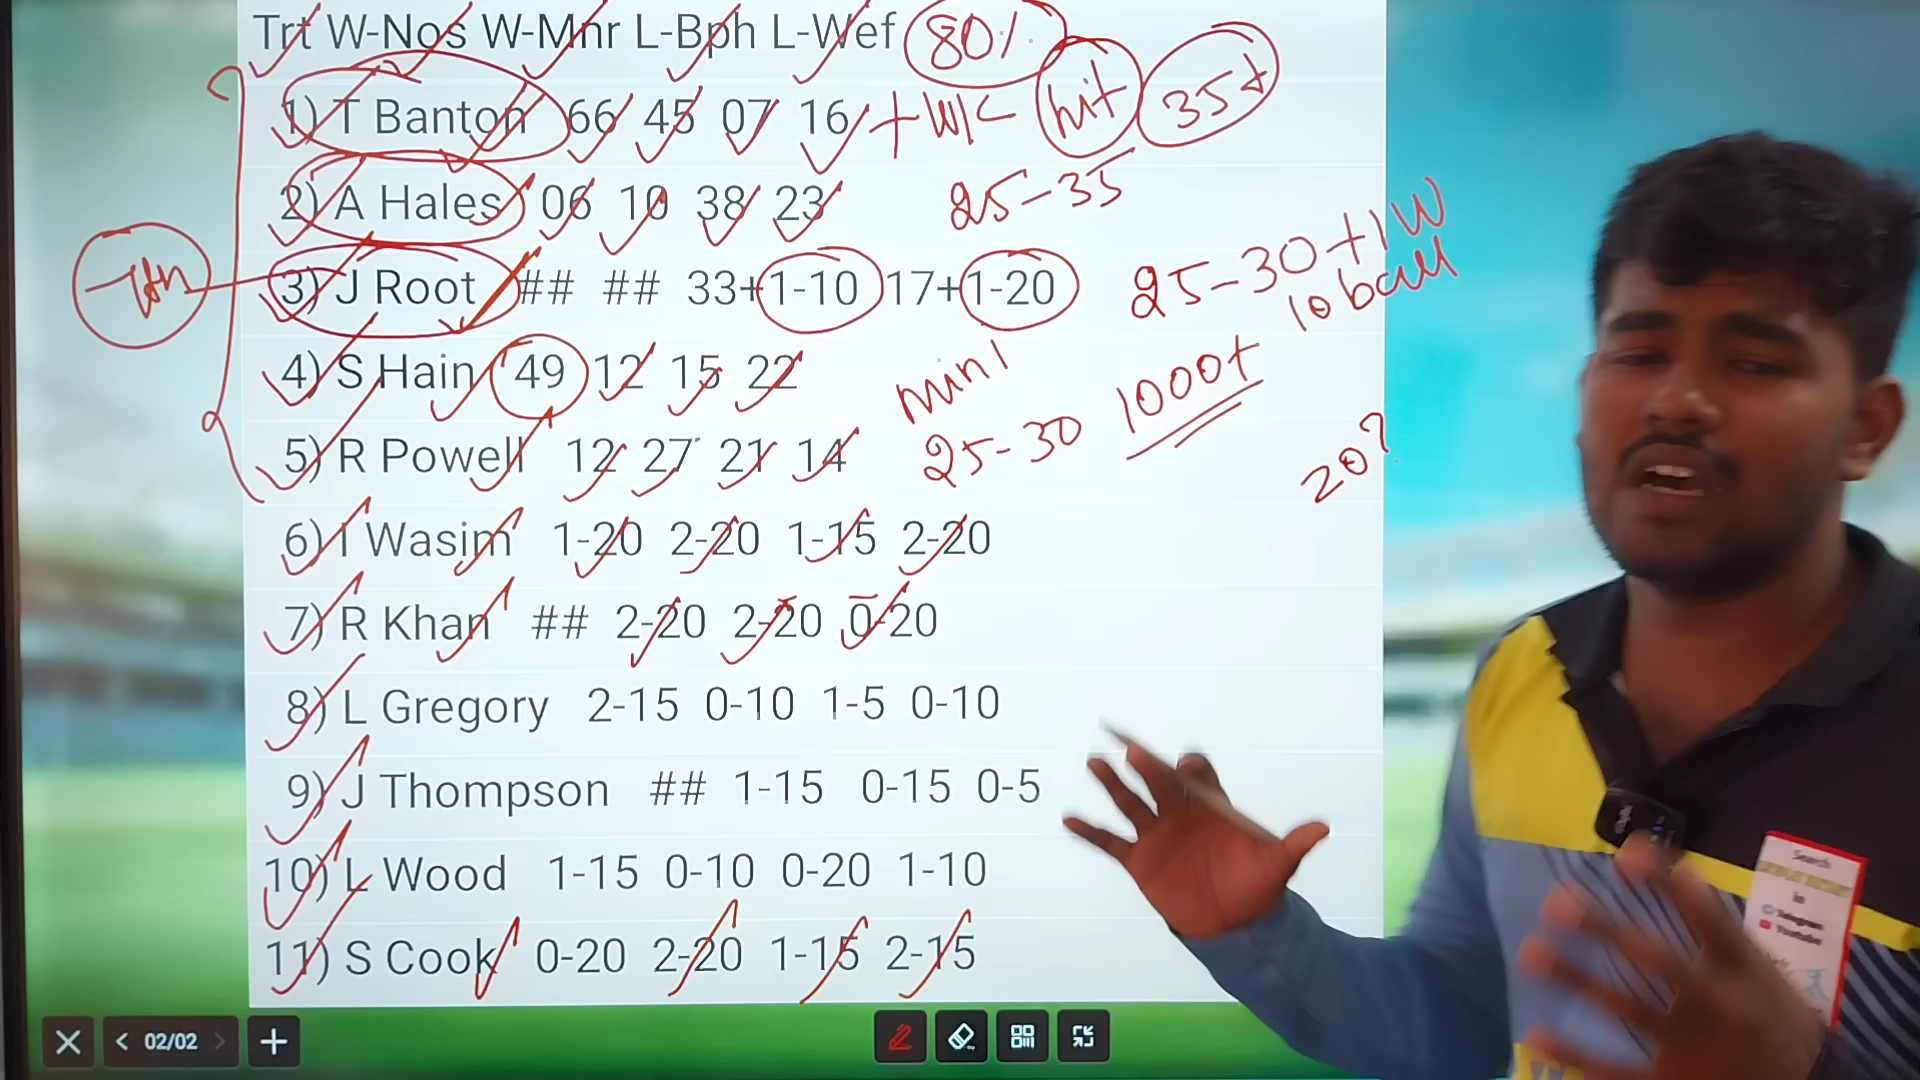 Trt W-Nos W-Mnr L-Bph L-Wef 80%
1) T Banton 66 45 07 16 + W/C hit 35+
2) A Hales 06 10 38 23 25-35
3) J Root ## ## 33+1-10 17+1-20 25-30+1W
10 ball
4) S Hain 49 12 15 22 mini 1000+
5) R Powell 12 27 21 14 25-30 20?
6) I Wasim 1-20 2-20 1-15 2-20
7) R Khan ## 2-20 2-20 0-20
8) L Gregory 2-15 0-10 1-5 0-10
9) J Thompson ## 1-15 0-15 0-5
10) L Wood 1-15 0-10 0-20 1-10
11) S Cook 0-20 2-20 1-15 2-15
Search
in
Telegram
Youtube
02/02